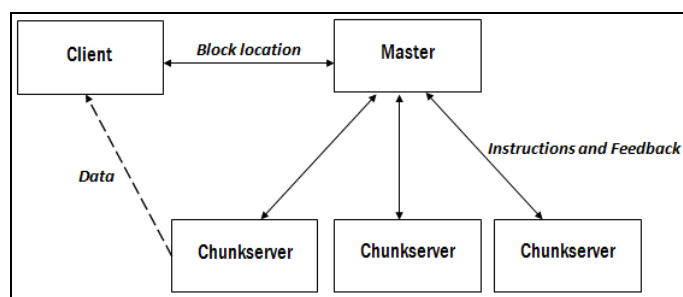 Client
Block location
Master
Instructions and Feedback
Data
Chunkserver
Chunkserver
Chunkserver